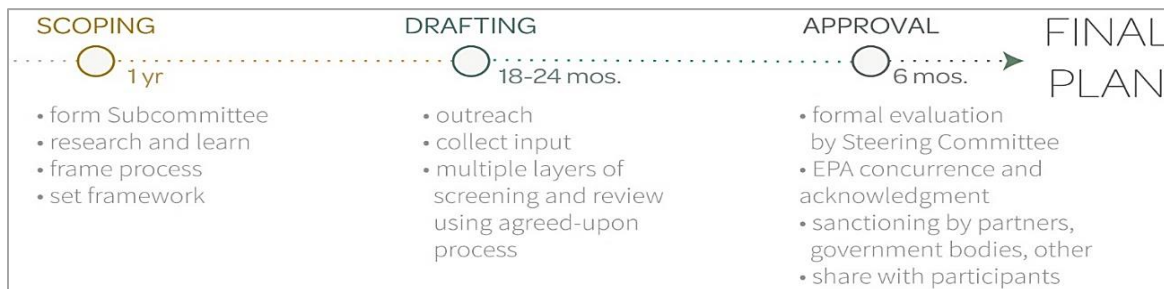 SCOPING
1 yr
• form Subcommittee
• research and learn
• frame process
• set framework
DRAFTING
18-24 mos.
• outreach
• collect input
• multiple layers of
screening and review
using agreed-upon
process
APPROVAL
6 mos.
• formal evaluation
by Steering Committee
• EPA concurrence and
acknowledgment
• sanctioning by partners,
government bodies, other
• share with participants
FINAL
PLAN